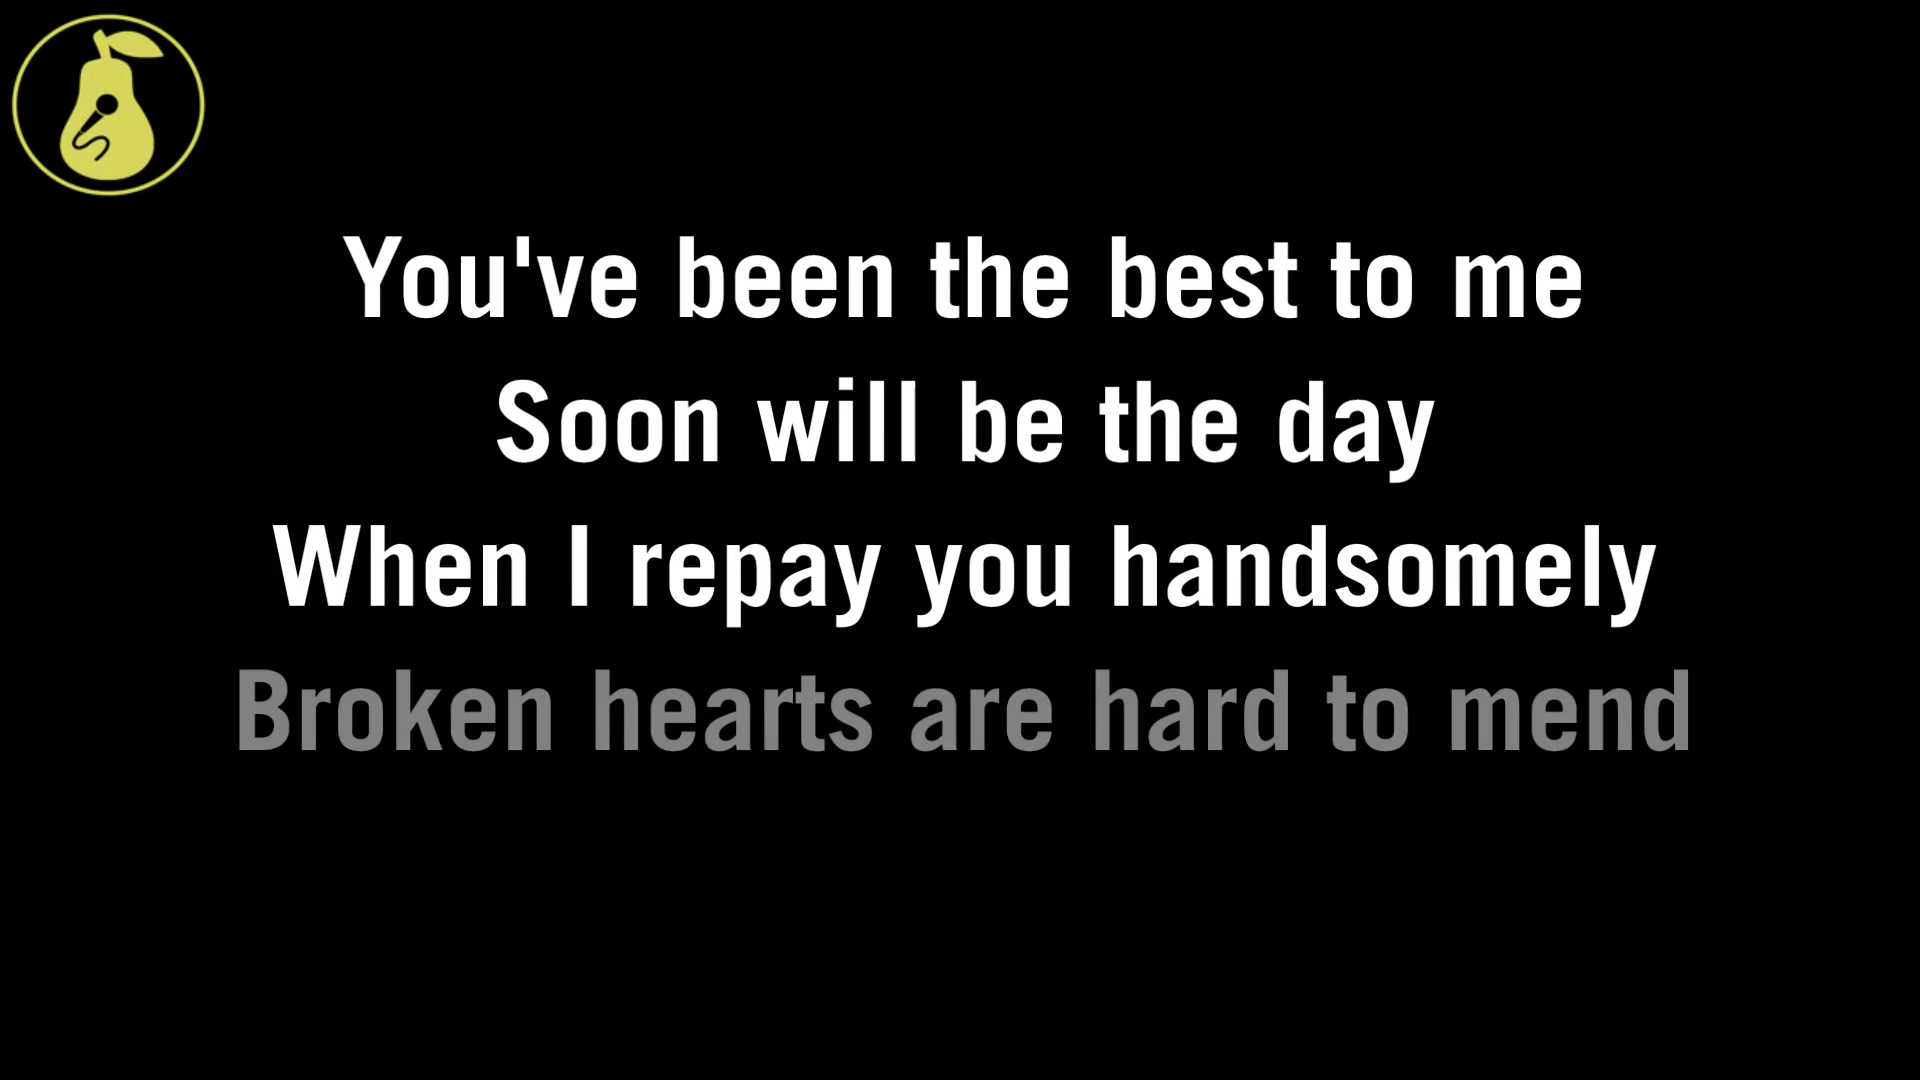 You've been the best to me
Soon will be the day
When I repay you handsomely
Broken hearts are hard to mend